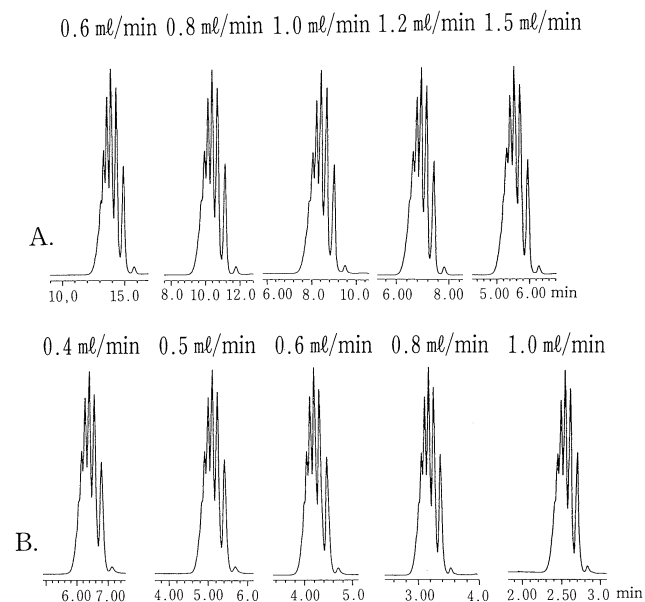 0.6 ㎖/min 0.8 ㎖/min 1.0 ㎖/min 1.2 ㎖/min 1.5 ㎖/min
A.
10,0 15.0 8.0 10.0 12.0 6.00 8.0 10.0 6.00 8.00 5.00 6.00 min
0.4 ㎖/min 0.5 ㎖/min 0.6 ㎖/min 0.8 ㎖/min 1.0 ㎖/min
B.
6.00 7.00 4.00 5.00 6.0 4.00 5.0 3.00 4.0 2.00 2.50 3.0 min